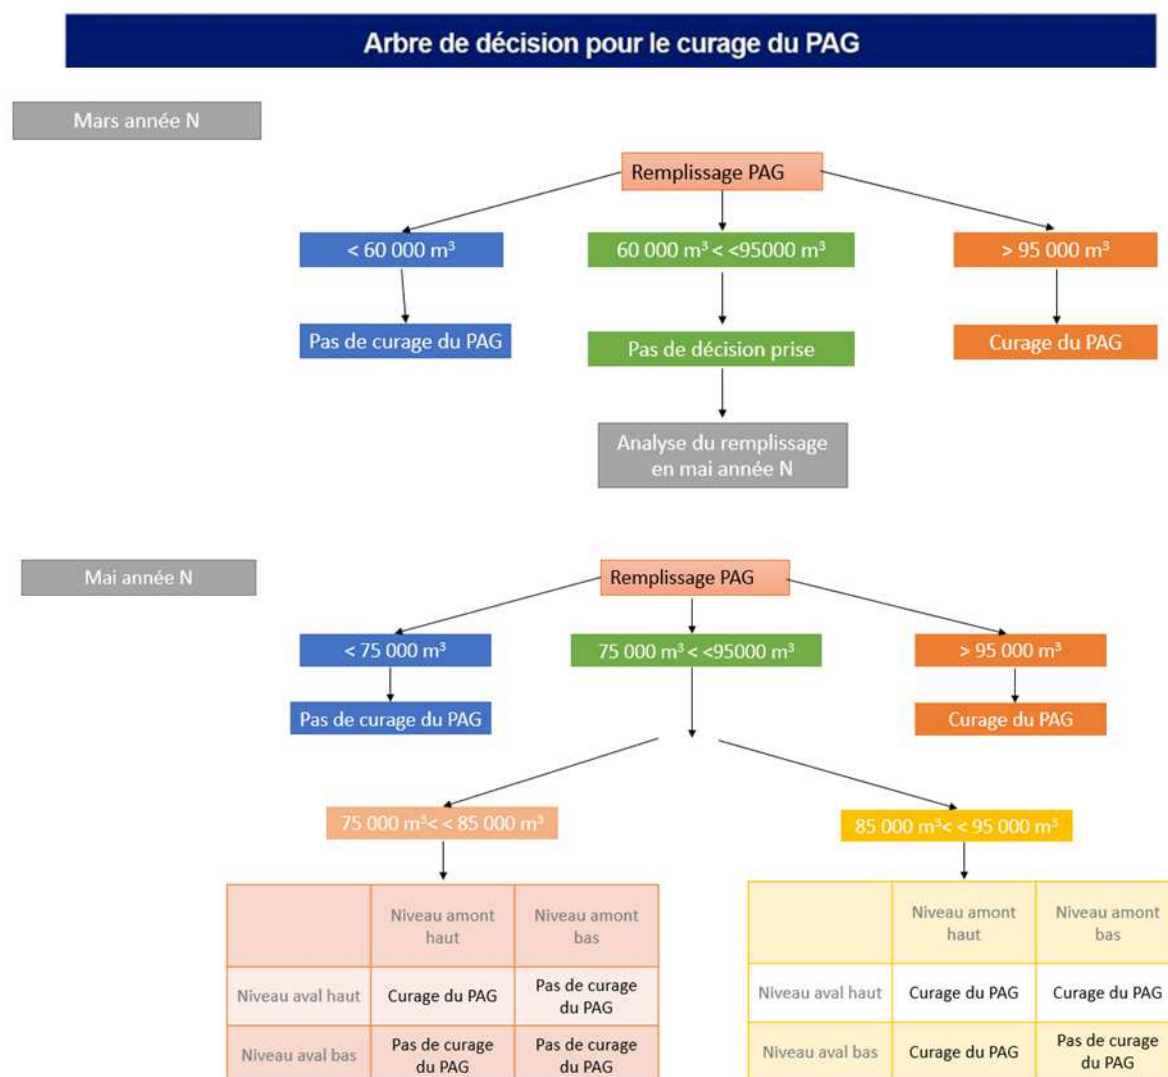 Arbre de décision pour le curage du PAG
Mars année N
Remplissage PAG
< 60 000 m³
60 000 m³ < <95000 m³
> 95 000 m³
Pas de curage du PAG
Pas de décision prise
Curage du PAG
Analyse du remplissage
en mai année N
Mai année N
Remplissage PAG
< 75 000 m³
75 000 m³ < <95000 m³
> 95 000 m³
Pas de curage du PAG
Curage du PAG
75 000 m³< < 85 000 m³
85 000 m³< < 95 000 m³
Niveau amont
haut
Niveau amont
bas
Niveau aval haut
Curage du PAG
Pas de curage
du PAG
Niveau aval bas
Pas de curage
du PAG
Pas de curage
du PAG
Niveau amont
haut
Niveau amont
bas
Niveau aval haut
Curage du PAG
Curage du PAG
Niveau aval bas
Curage du PAG
Pas de curage
du PAG